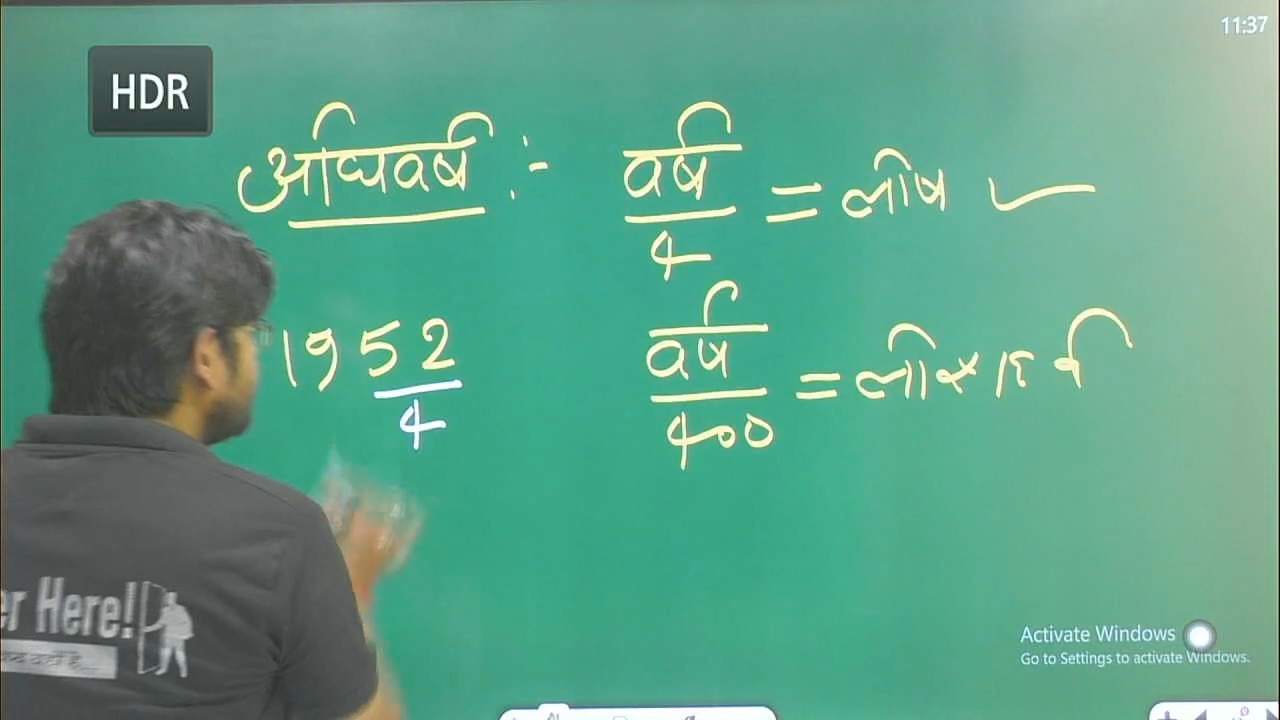 11:37
HDR
अधिवर्ष :-
वर्ष
4
= लीप
1952
4
वर्ष
400
= लीप
er Here!
Activate Windows
Go to Settings to activate Windows.